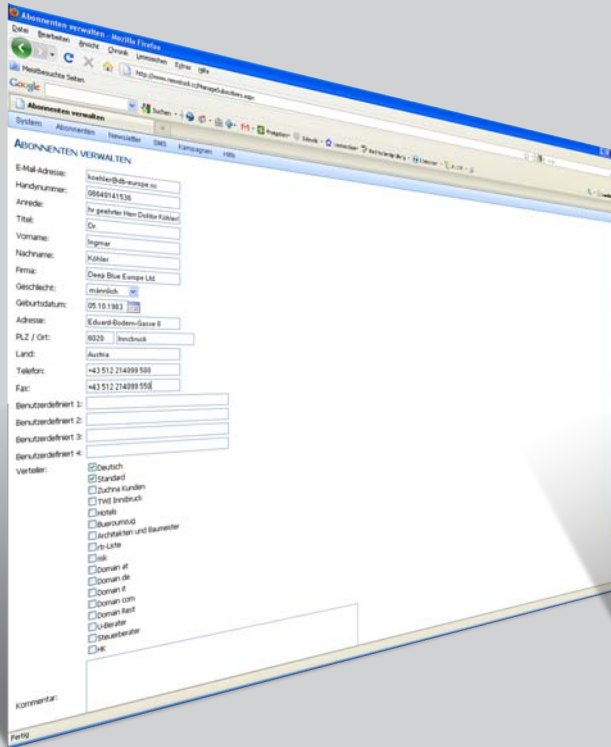 Abonnenten verwalten - Mozilla Firefox
Datei Bearbeiten Ansicht Chronik Lesezeichen Extras Hilfe
Meistbesuchte Seiten
Google
Suchen
Abonnenten verwalten
System Abonnenten Newsletter SMS Kampagnen Hilfe
ABONNENTEN VERWALTEN
E-Mail-Adresse: koehler@db-europe.cc
Handynummer: 06649141536
Anrede: hr geehrter Herr Doktor Köhler!
Titel: Dr.
Vorname: Ingmar
Nachname: Köhler
Firma: Deep Blue Europe Ltd.
Geschlecht: männlich
Geburtsdatum: 05.10.1983
Adresse: Eduard-Bodem-Gasse 8
PLZ / Ort: 6020 Innsbruck
Land: Austria
Telefon: +43 512 214899 500
Fax: +43 512 214899 550
Benutzerdefiniert 1:
Benutzerdefiniert 2:
Benutzerdefiniert 3:
Benutzerdefiniert 4:
Verteiler: Deutsch
Standard
Zuchna Kunden
TWI Innsbruck
Hotels
Bueroumzug
Architekten und Baumeister
rtr-Liste
nsk
Domain at
Domain de
Domain it
Domain com
Domain Rest
U-Berater
Steuerberater
HK
Kommentar:
Fertig